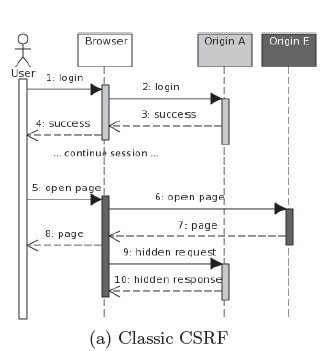 Browser Origin A Origin E
User
1: login
2: login
3: success
4: success
... continue session ...
5: open page
6: open page
7: page
8: page
9: hidden request
10: hidden response
(a) Classic CSRF